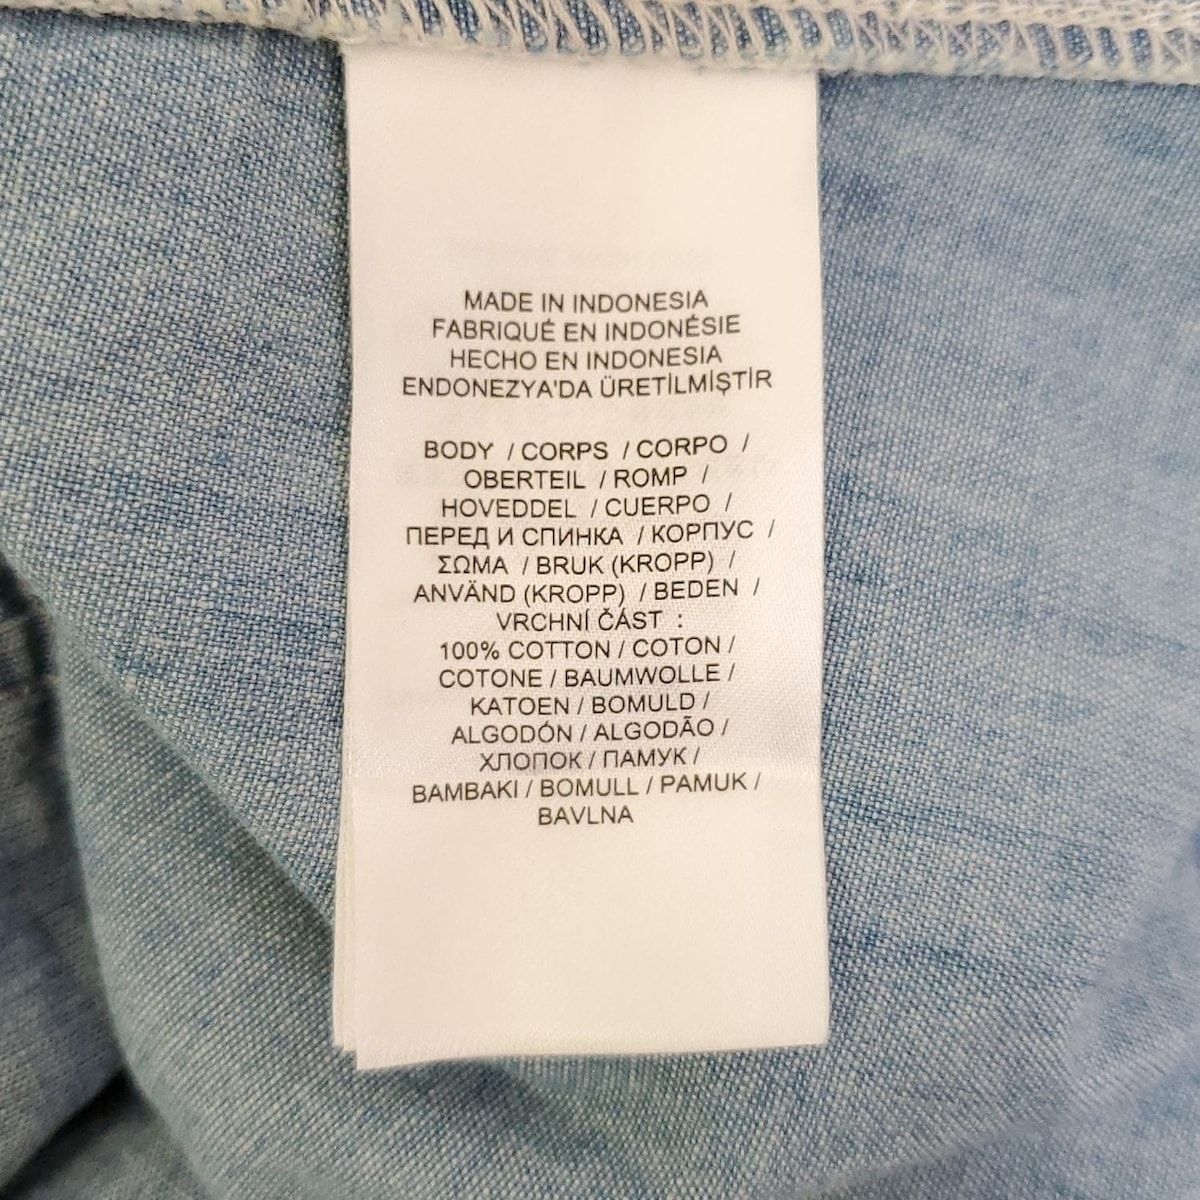 MADE IN INDONESIA
FABRIQUÉ EN INDONÉSIE
HECHO EN INDONESIA
ENDONEZYA'DA ÜRETİLMİŞTİR
BODY / CORPS / CORPO /
OBERTEIL / ROMP /
HOVEDDEL / CUERPO /
ПЕРЕД И СПИНКА / КОРПУС /
ΣΩΜΑ / BRUK (KROPP) /
ANVÄND (KROPP) / BEDEN /
VRCHNÍ ČÁST :
100% COTTON / COTON /
COTONE / BAUMWOLLE /
KATOEN / BOMULD /
ALGODÓN / ALGODÃO /
ХЛОПОК / ПАМУК /
ΒΑΜΒΑΚΙ / BOMULL / PAMUK /
BAVLNA